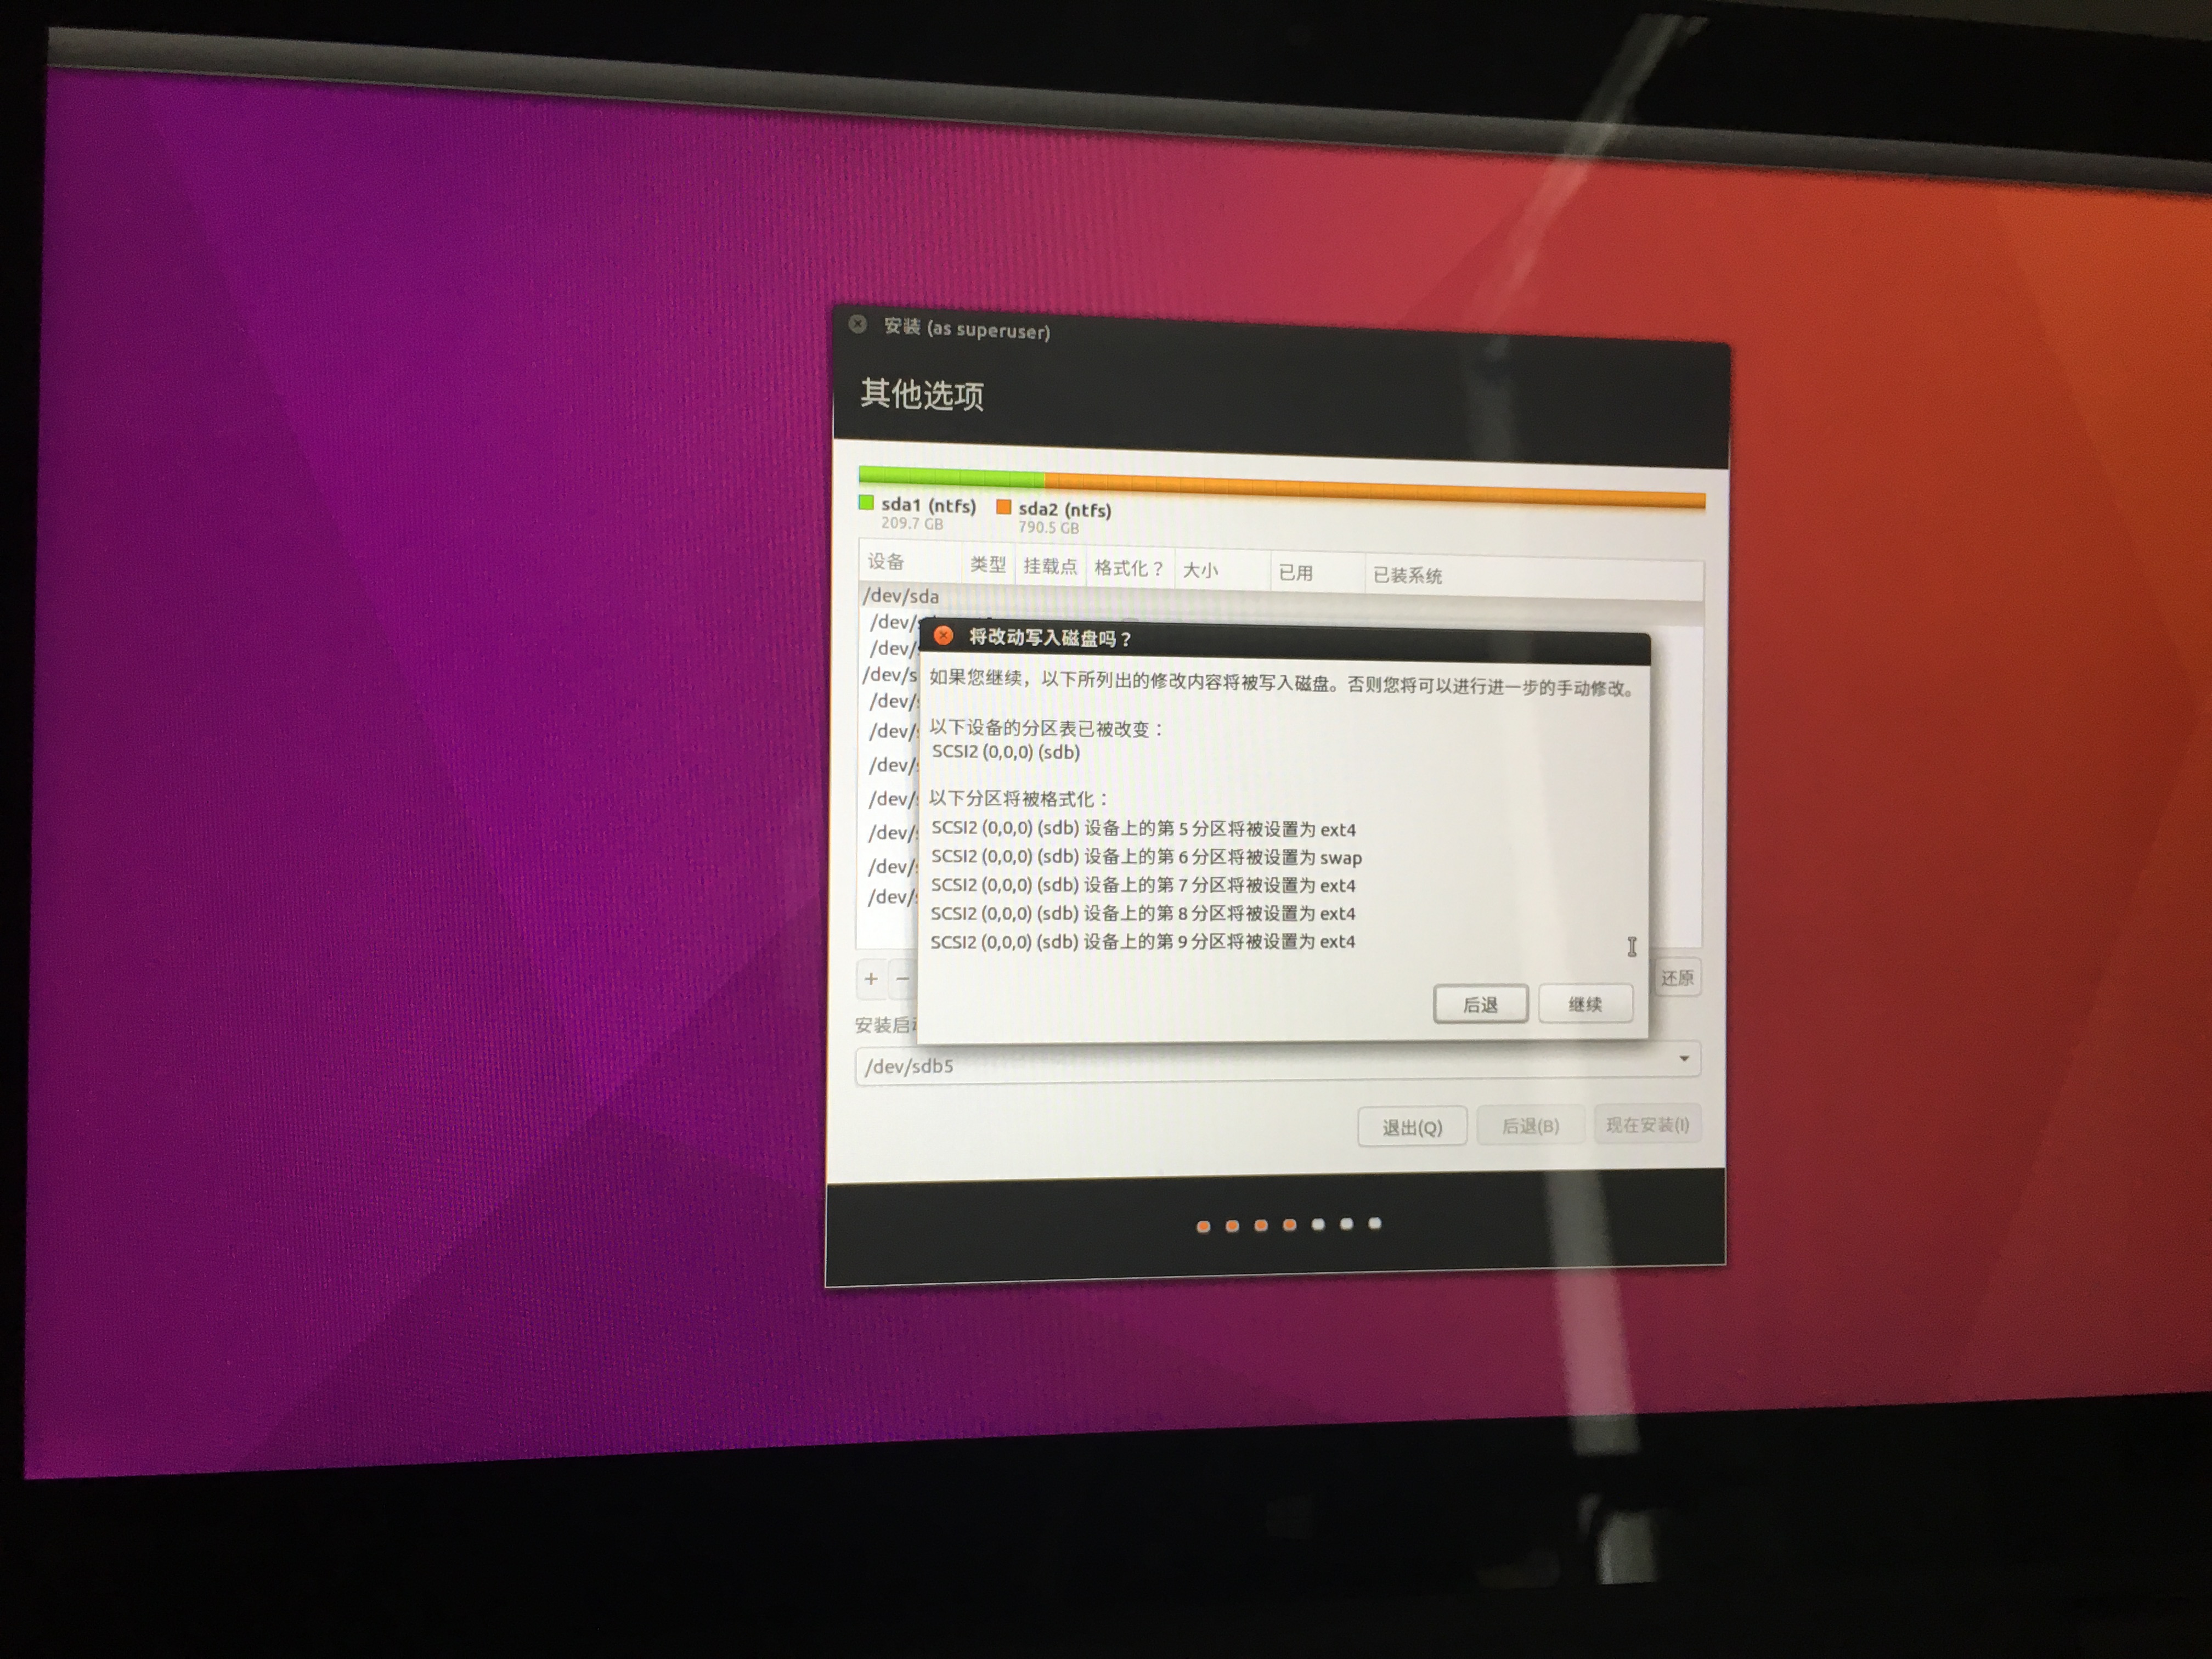 安装 (as superuser)
其他选项
sda1 (ntfs) sda2 (ntfs)
209.7 GB 790.5 GB
设备 类型 挂载点 格式化？ 大小 已用 已装系统
/dev/sda
/dev/
/dev/
/dev/s
/dev/
/dev/
/dev/
/dev/
/dev/
/dev/
/dev/
将改动写入磁盘吗？
如果您继续，以下所列出的修改内容将被写入磁盘。否则您将可以进行进一步的手动修改。
以下设备的分区表已被改变：
SCSI2 (0,0,0) (sdb)
以下分区将被格式化：
SCSI2 (0,0,0) (sdb) 设备上的第 5 分区将被设置为 ext4
SCSI2 (0,0,0) (sdb) 设备上的第 6 分区将被设置为 swap
SCSI2 (0,0,0) (sdb) 设备上的第 7 分区将被设置为 ext4
SCSI2 (0,0,0) (sdb) 设备上的第 8 分区将被设置为 ext4
SCSI2 (0,0,0) (sdb) 设备上的第 9 分区将被设置为 ext4
后退 继续
+ − 还原
安装启
/dev/sdb5
退出(Q) 后退(B) 现在安装(I)